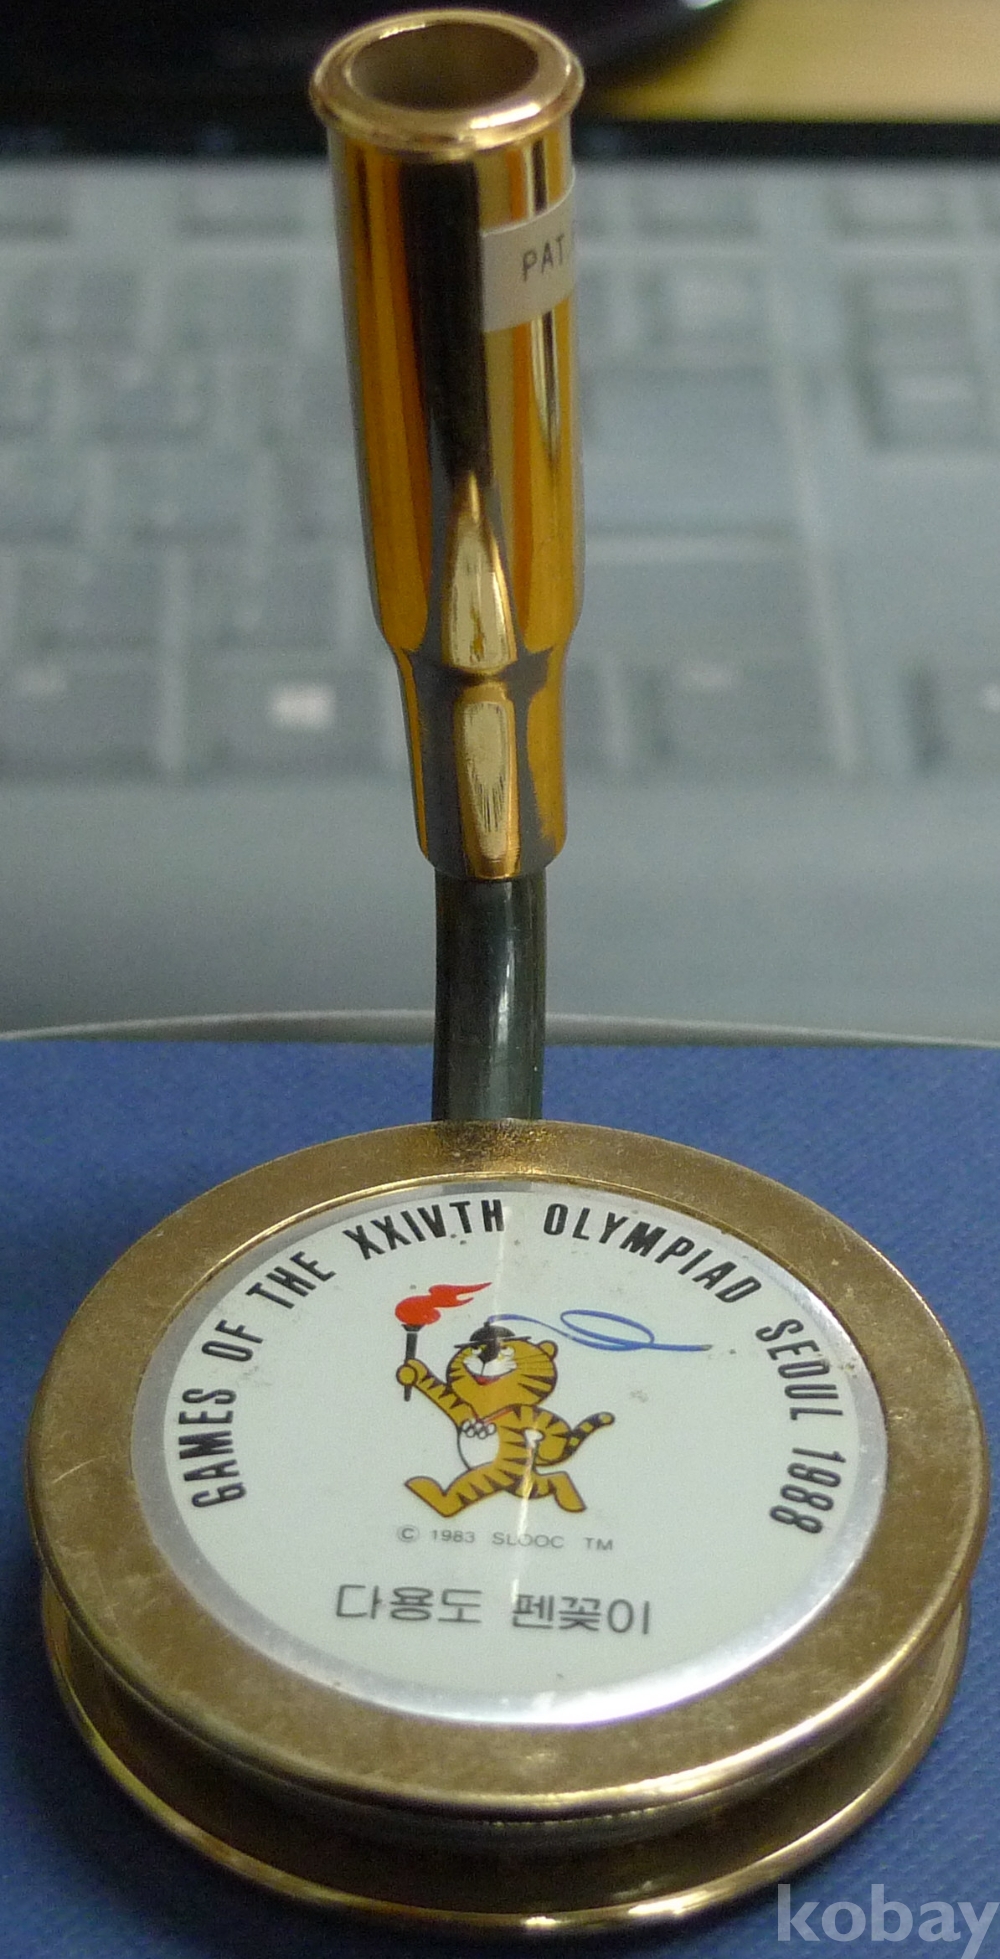 PAT
GAMES OF THE XXIVTH OLYMPIAD SEOUL 1988
© 1983 SLOOC TM
다용도 펜꽂이
kobay